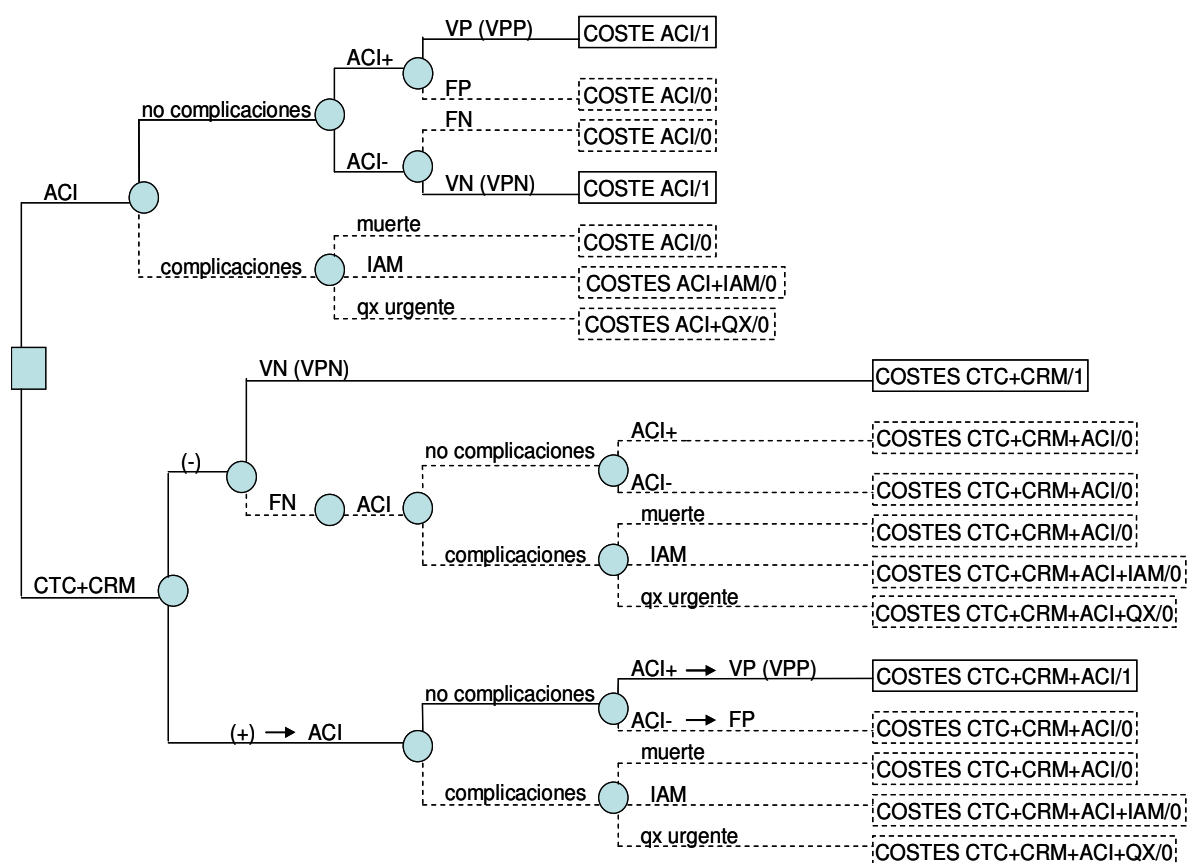 VP (VPP)
COSTE ACI/1
ACI+
FP
COSTE ACI/0
no complicaciones
FN
COSTE ACI/0
ACI-
VN (VPN)
COSTE ACI/1
ACI
muerte
COSTE ACI/0
complicaciones
IAM
COSTES ACI+IAM/0
qx urgente
COSTES ACI+QX/0
VN (VPN)
COSTES CTC+CRM/1
(-)
ACI+
COSTES CTC+CRM+ACI/0
no complicaciones
ACI-
COSTES CTC+CRM+ACI/0
FN
ACI
muerte
COSTES CTC+CRM+ACI/0
complicaciones
IAM
COSTES CTC+CRM+ACI+IAM/0
qx urgente
COSTES CTC+CRM+ACI+QX/0
CTC+CRM
ACI+ → VP (VPP)
COSTES CTC+CRM+ACI/1
no complicaciones
ACI- → FP
COSTES CTC+CRM+ACI/0
(+) → ACI
muerte
COSTES CTC+CRM+ACI/0
complicaciones
IAM
COSTES CTC+CRM+ACI+IAM/0
qx urgente
COSTES CTC+CRM+ACI+QX/0